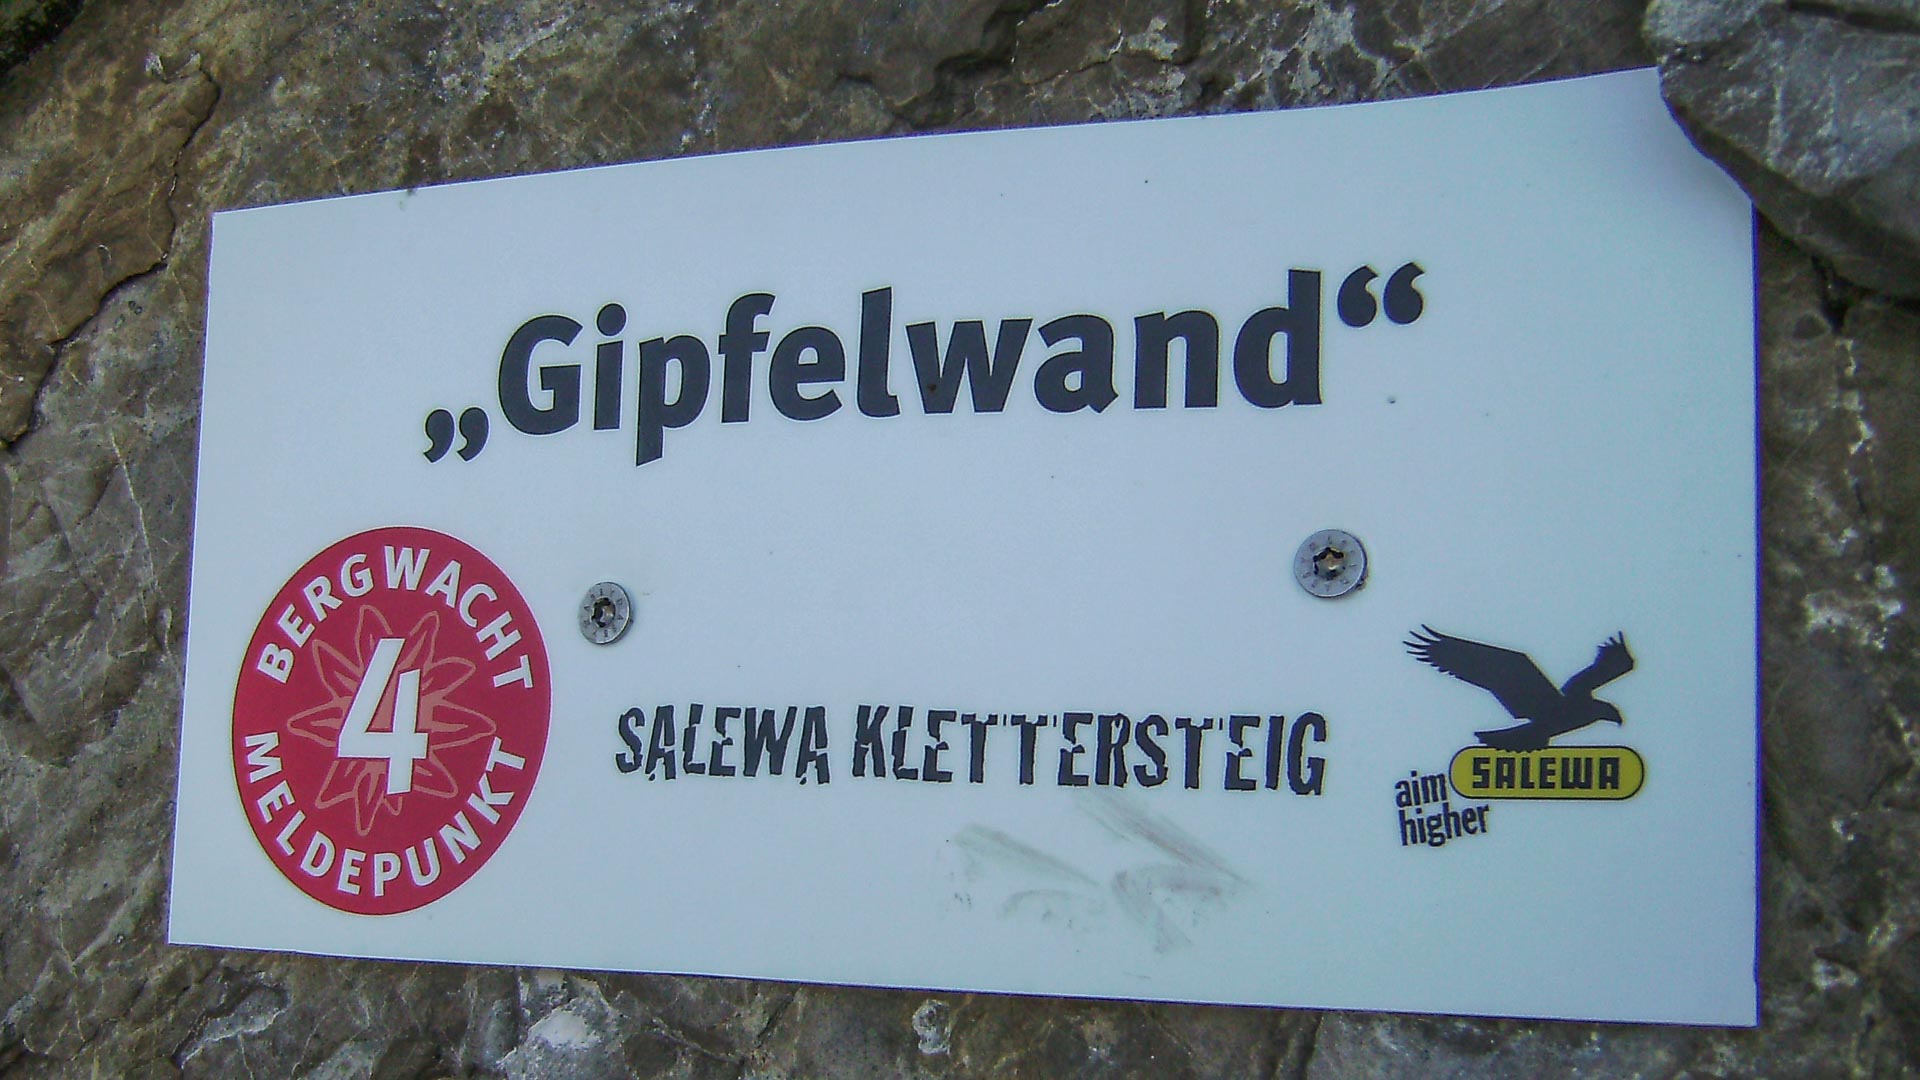 „Gipfelwand“
BERGWACHT
4
MELDEPUNKT
SALEWA KLETTERSTEIG
SALEWA
aim
higher